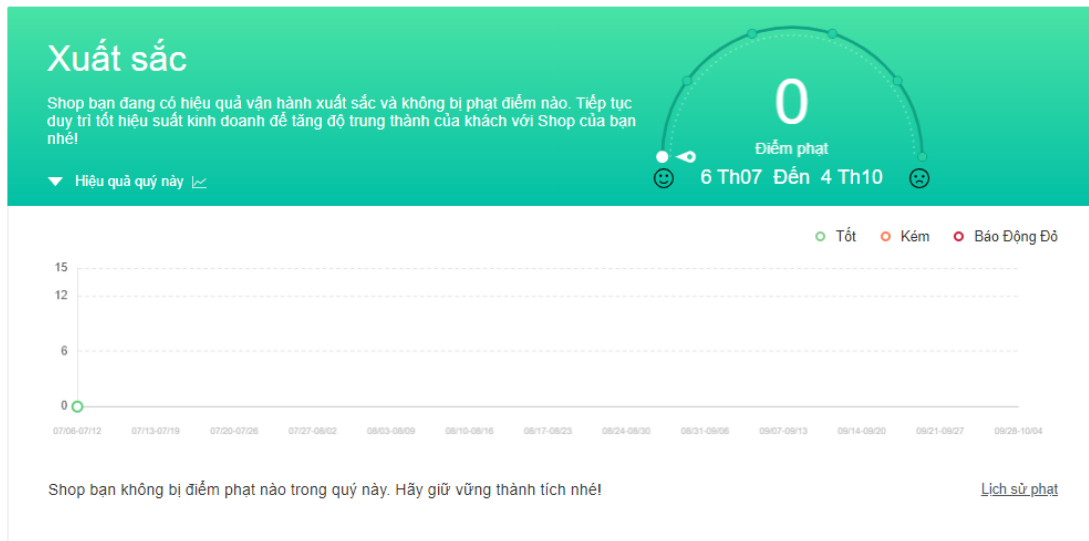 Xuất sắc
Shop bạn đang có hiệu quả vận hành xuất sắc và không bị phạt điểm nào. Tiếp tục
duy trì tốt hiệu suất kinh doanh để tăng độ trung thành của khách với Shop của bạn
nhé!
Hiệu quả quý này
0
Điểm phạt
6 Th07 Đến 4 Th10
Tốt Kém Báo Động Đỏ
15
12
6
0
07/06-07/12 07/13-07/19 07/20-07/26 07/27-08/02 08/03-08/09 08/10-08/16 08/17-08/23 08/24-08/30 08/31-09/06 09/07-09/13 09/14-09/20 09/21-09/27 09/28-10/04
Shop bạn không bị điểm phạt nào trong quý này. Hãy giữ vững thành tích nhé!
Lịch sử phạt